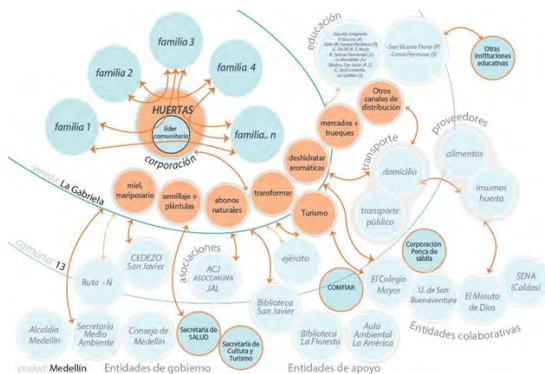 familia 3
familia 2
familia 4
HUERTAS
líder
comunitario
familia 1
familia.. n
corporación
vereda: La Gabriela
miel,
mariposario
semillaje +
plántulas
abonos
naturales
transformar
deshidratar
aromáticas
mercados +
trueques
Otros
canales de
distribución
Turismo
educación
-San Vicente Ferrer (P)
-Loma Hermosa (S)
Otras
instituciones
educativas
transporte
domicilio
transporte
público
proveedores
alimentos
insumos
huerta
comuna: 13
Ruta - N
CEDEZO
San Javier
asociaciones
ACJ
ASOCOMUMA
JAL
ejército
Biblioteca
San Javier
COMFIAR
Corporación
Penca de
sábila
El Colegio
Mayor
U. de San
Buenaventura
El Minuto
de Dios
SENA
(Caldas)
Entidades colaborativas
Alcaldía
Medellín
Secretaría
Medio
Ambiente
Consejo de
Medellín
Secretaría
de SALUD
Secretaría de
Cultura y
Turismo
Biblioteca
La Floresta
Aula
Ambiental
La América
ciudad: Medellín
Entidades de gobierno
Entidades de apoyo